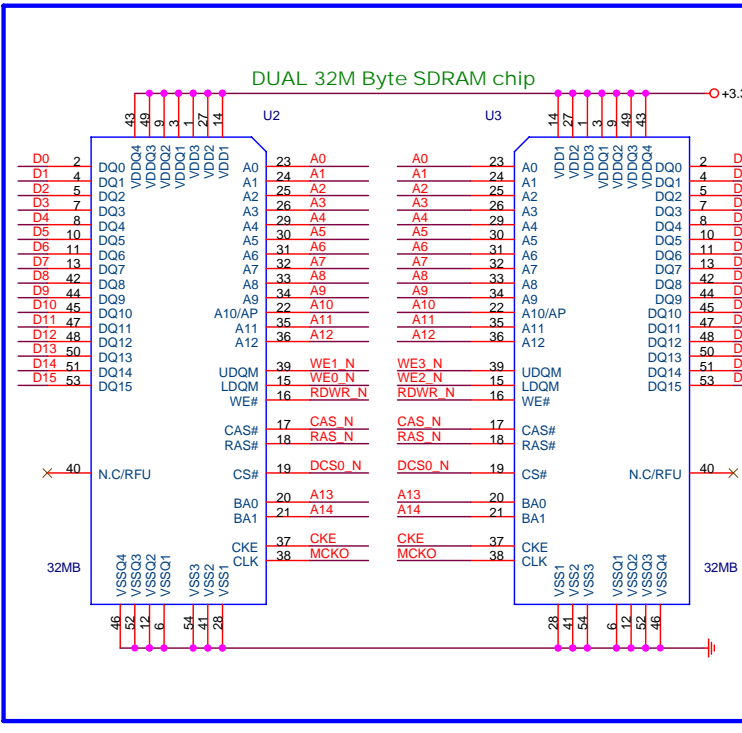 DUAL 32M Byte SDRAM chip
+3.3
U2
U3
43 49 9 3 1 27 14
14 27 1 3 9 49 43
VDDQ4 VDDQ3 VDDQ2 VDDQ1 VDD3 VDD2 VDD1
VDD1 VDD2 VDD3 VDDQ1 VDDQ2 VDDQ3 VDDQ4
D0 2 DQ0 A0 23 A0 A0 23 A0 DQ0 2 D
D1 4 DQ1 A1 24 A1 A1 24 A1 DQ1 4 D
D2 5 DQ2 A2 25 A2 A2 25 A2 DQ2 5 D
D3 7 DQ3 A3 26 A3 A3 26 A3 DQ3 7 D
D4 8 DQ4 A4 29 A4 A4 29 A4 DQ4 8 D
D5 10 DQ5 A5 30 A5 A5 30 A5 DQ5 10 D
D6 11 DQ6 A6 31 A6 A6 31 A6 DQ6 11 D
D7 13 DQ7 A7 32 A7 A7 32 A7 DQ7 13 D
D8 42 DQ8 A8 33 A8 A8 33 A8 DQ8 42 D
D9 44 DQ9 A9 34 A9 A9 34 A9 DQ9 44 D
D10 45 DQ10 A10/AP 22 A10 A10 22 A10/AP DQ10 45 D
D11 47 DQ11 A11 35 A11 A11 35 A11 DQ11 47 D
D12 48 DQ12 A12 36 A12 A12 36 A12 DQ12 48 D
D13 50 DQ13 DQ13 50 D
D14 51 DQ14 UDQM 39 WE1_N WE3_N 39 UDQM DQ14 51 D
D15 53 DQ15 LDQM 15 WE0_N WE2_N 15 LDQM DQ15 53 D
WE# 16 RDWR_N RDWR_N 16 WE#
CAS# 17 CAS_N CAS_N 17 CAS#
RAS# 18 RAS_N RAS_N 18 RAS#
40 N.C/RFU CS# 19 DCS0_N DCS0_N 19 CS# N.C/RFU 40
BA0 20 A13 A13 20 BA0
BA1 21 A14 A14 21 BA1
CKE 37 CKE CKE 37 CKE
CLK 38 MCKO MCKO 38 CLK
32MB
32MB
VSSQ4 VSSQ3 VSSQ2 VSSQ1 VSS3 VSS2 VSS1
VSS1 VSS2 VSS3 VSSQ1 VSSQ2 VSSQ3 VSSQ4
46 52 12 6 54 41 28
28 41 54 6 12 52 46